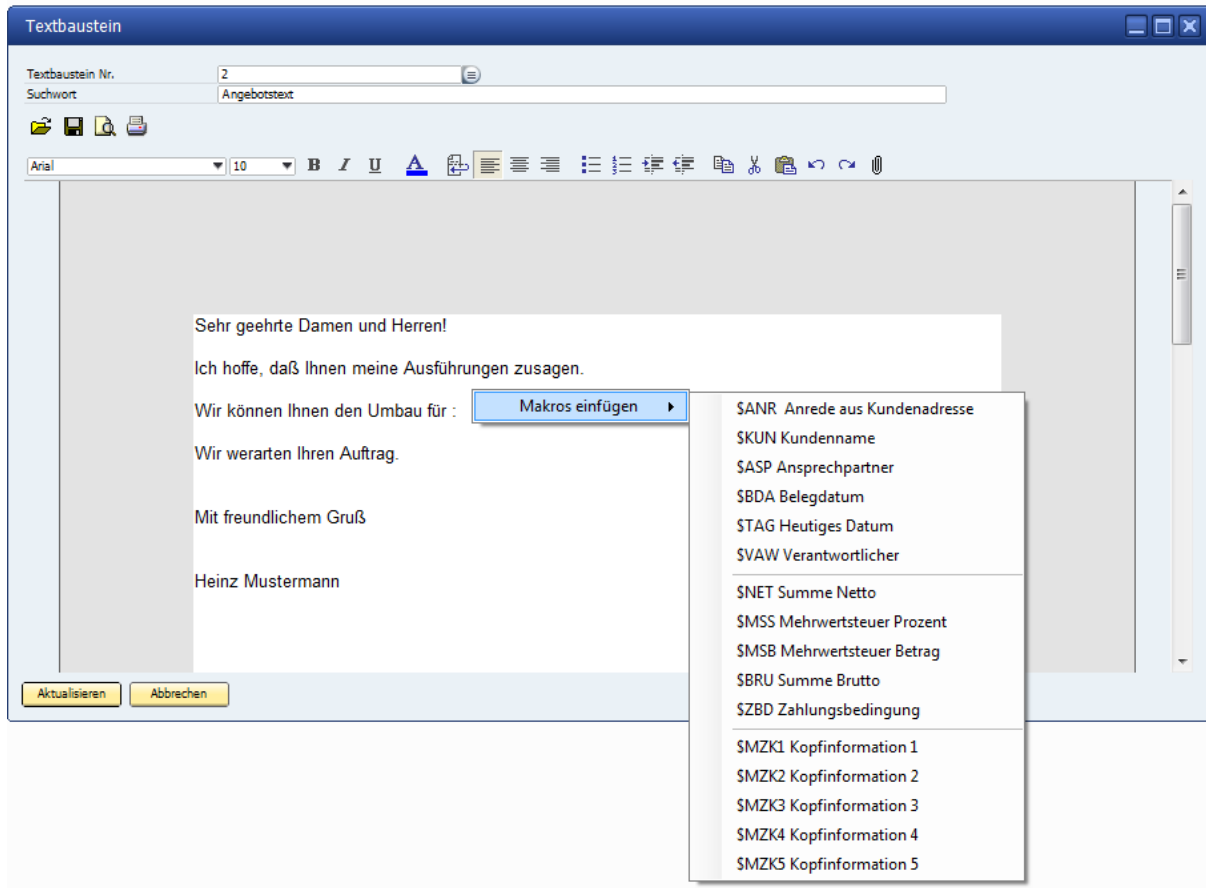 Textbaustein
Textbaustein Nr. 2
Suchwort Angebotstext
Arial 10 B I U A
Sehr geehrte Damen und Herren!
Ich hoffe, daß Ihnen meine Ausführungen zusagen.
Wir können Ihnen den Umbau für :
Wir werarten Ihren Auftrag.
Mit freundlichem Gruß
Heinz Mustermann
Makros einfügen
$ANR Anrede aus Kundenadresse
$KUN Kundenname
$ASP Ansprechpartner
$BDA Belegdatum
$TAG Heutiges Datum
$VAW Verantwortlicher
$NET Summe Netto
$MSS Mehrwertsteuer Prozent
$MSB Mehrwertsteuer Betrag
$BRU Summe Brutto
$ZBD Zahlungsbedingung
$MZK1 Kopfinformation 1
$MZK2 Kopfinformation 2
$MZK3 Kopfinformation 3
$MZK4 Kopfinformation 4
$MZK5 Kopfinformation 5
Aktualisieren Abbrechen